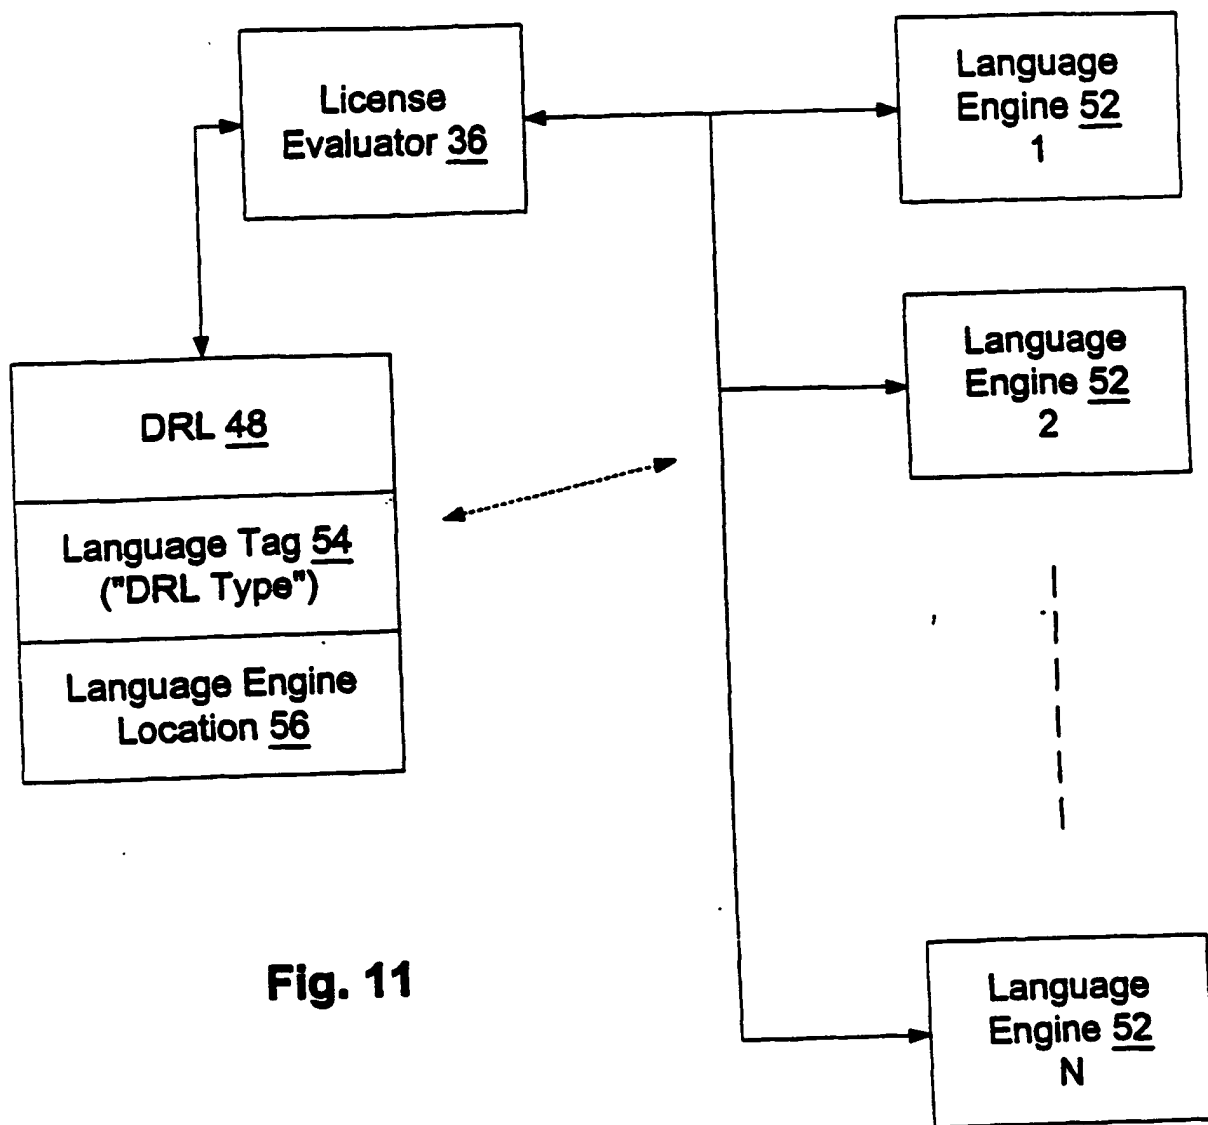 License
Evaluator 36
Language
Engine 52
1
Language
Engine 52
2
DRL 48
Language Tag 54
("DRL Type")
Language Engine
Location 56
Language
Engine 52
N
Fig. 11